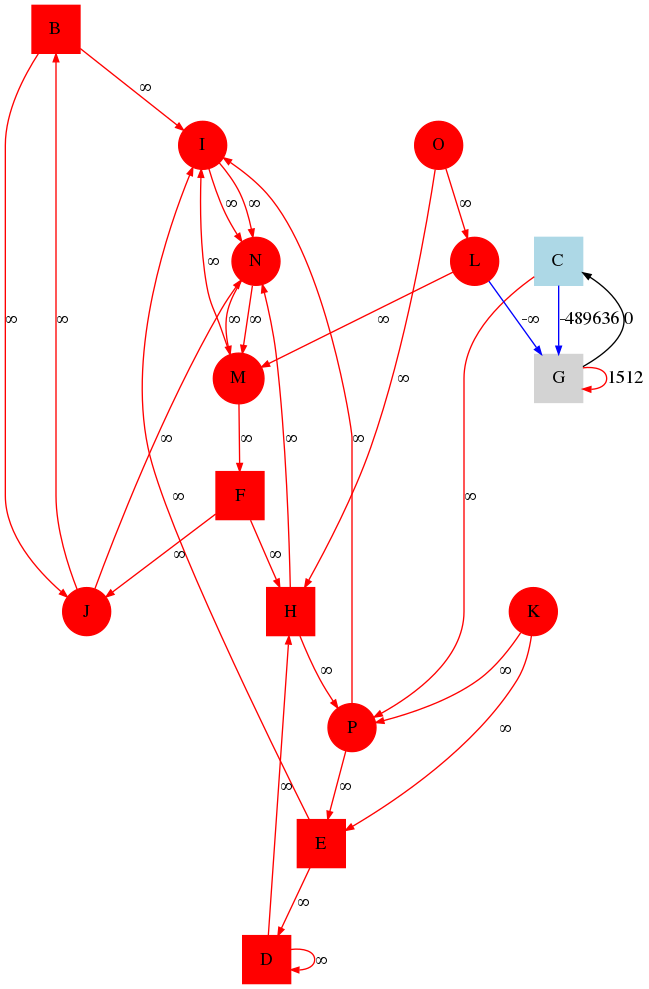 B
∞
I
O
∞ ∞ ∞
∞ N L C
∞ ∞ ∞ ∞ ∞ -∞ -489636 0
M ∞ G 1512
∞ ∞ ∞ ∞
∞ F ∞
∞ ∞
J H K
∞ ∞
P ∞
∞ ∞
E
∞
D ∞